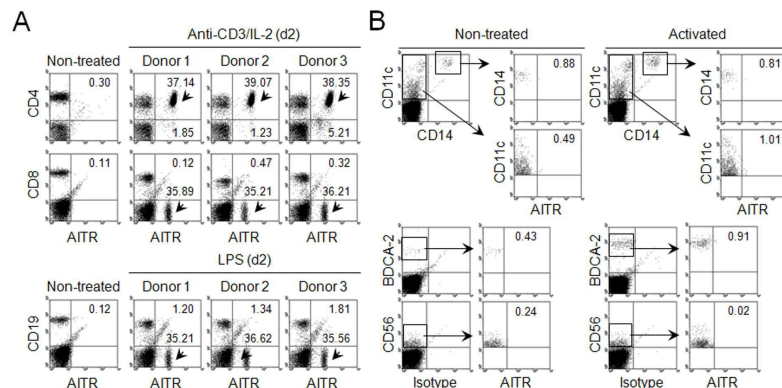 A
Anti-CD3/IL-2 (d2)
Non-treated Donor 1 Donor 2 Donor 3
CD4 0.30 37.14 39.07 38.35
1.85 1.23 5.21
CD8 0.11 0.12 0.47 0.32
35.89 35.21 36.21
AITR AITR AITR AITR
LPS (d2)
Non-treated Donor 1 Donor 2 Donor 3
CD19 0.12 1.20 1.34 1.81
35.21 36.62 35.56
AITR AITR AITR AITR
B
Non-treated Activated
CD11c CD14 0.88 CD11c CD14 0.81
CD14 CD14
CD11c 0.49 CD11c 1.01
AITR AITR
BDCA-2 0.43 BDCA-2 0.91
CD56 0.24 CD56 0.02
Isotype AITR Isotype AITR